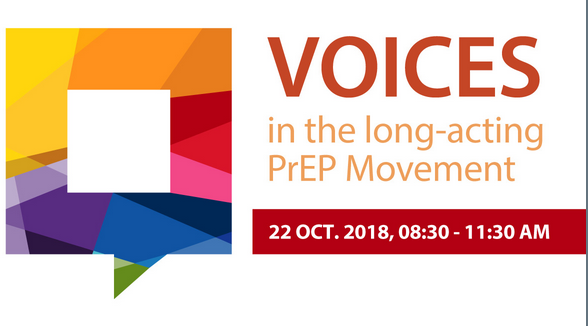 VOICES
in the long-acting
PrEP Movement
22 OCT. 2018, 08:30 - 11:30 AM